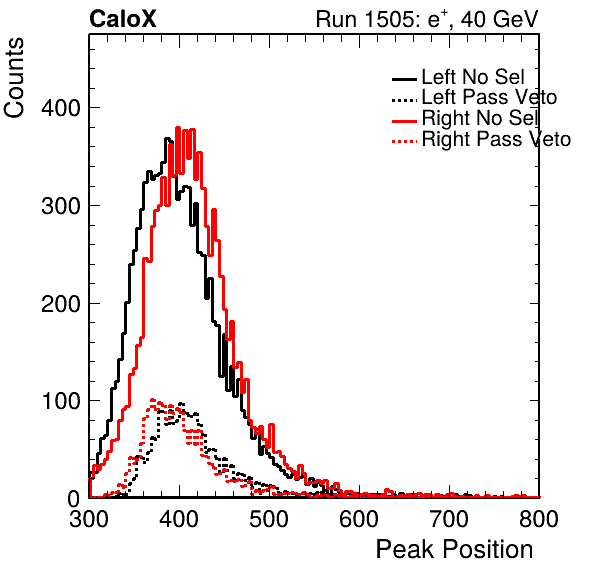 CaloX
Run 1505: e+, 40 GeV
Counts
Left No Sel
Left Pass Veto
Right No Sel
Right Pass Veto
400
300
200
100
0
300 400 500 600 700 800
Peak Position